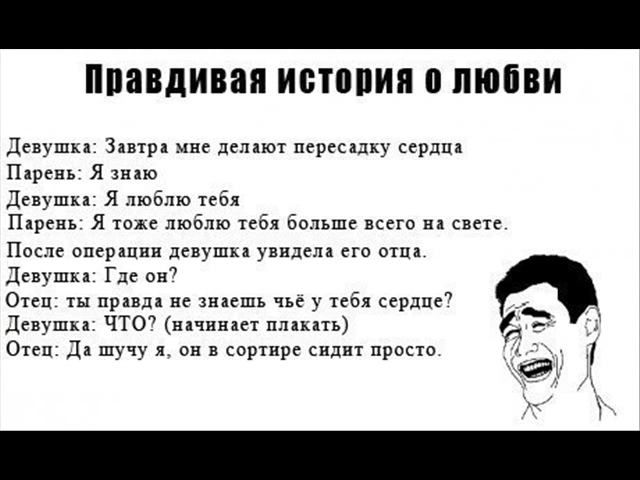 Правдивая история о любви
Девушка: Завтра мне делают пересадку сердца
Парень: Я знаю
Девушка: Я люблю тебя
Парень: Я тоже люблю тебя больше всего на свете.
После операции девушка увидела его отца.
Девушка: Где он?
Отец: ты правда не знаешь чьё у тебя сердце?
Девушка: ЧТО? (начинает плакать)
Отец: Да шучу я, он в сортире сидит просто.